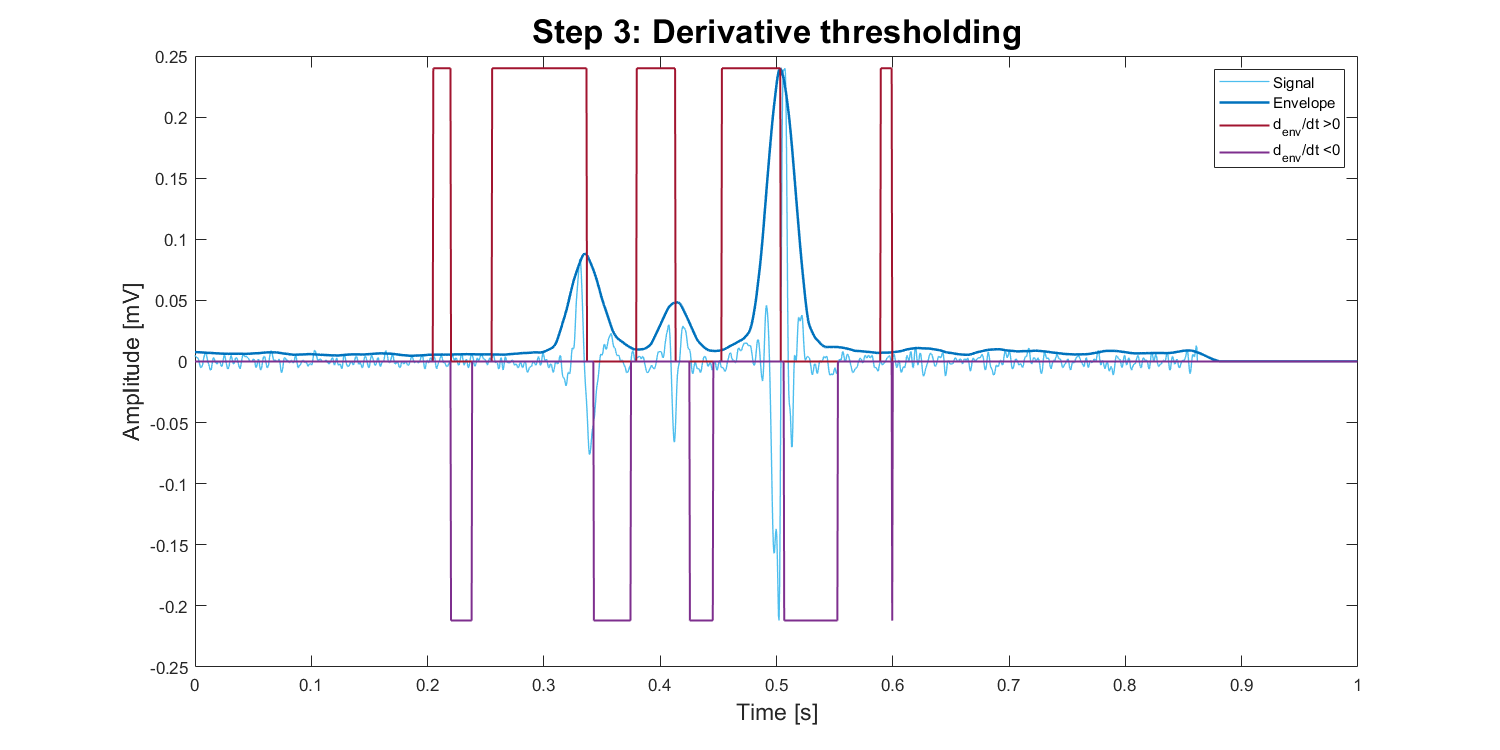 Step 3: Derivative thresholding
Signal
Envelope
d_env/dt >0
d_env/dt <0
Amplitude [mV]
0.25
0.2
0.15
0.1
0.05
0
-0.05
-0.1
-0.15
-0.2
-0.25
0 0.1 0.2 0.3 0.4 0.5 0.6 0.7 0.8 0.9 1
Time [s]